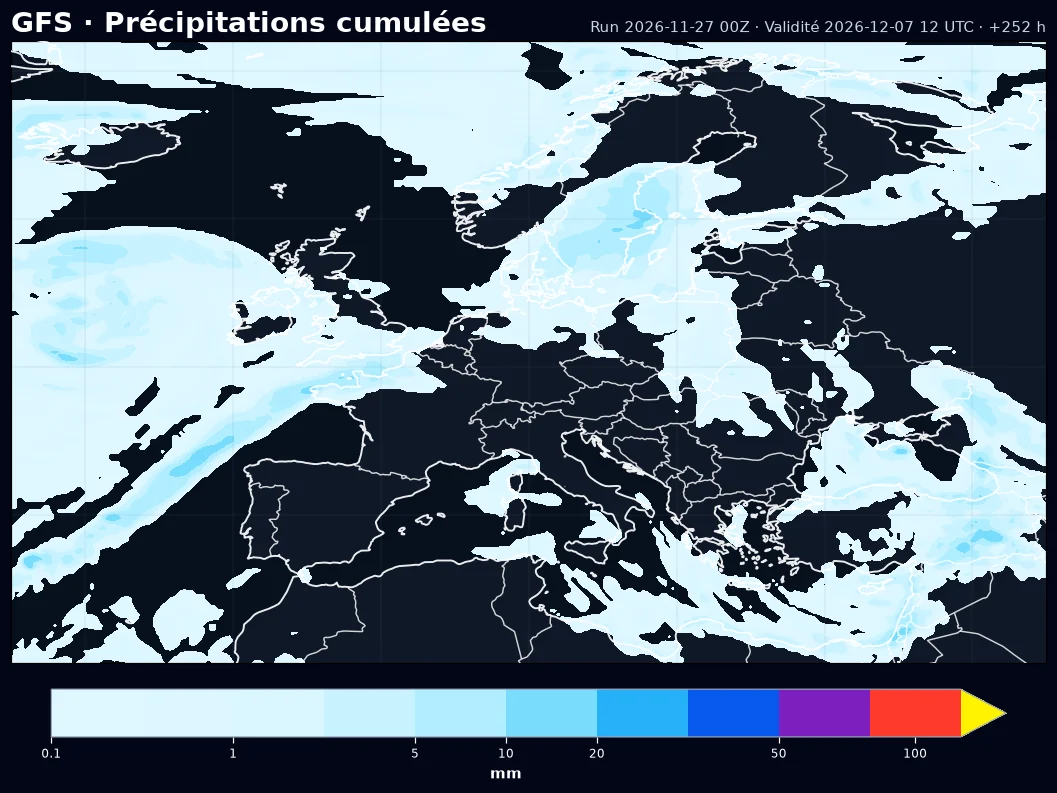 GFS · Précipitations cumulées
Run 2026-11-27 00Z · Validité 2026-12-07 12 UTC · +252 h
0.1 1 5 10 20 50 100
mm